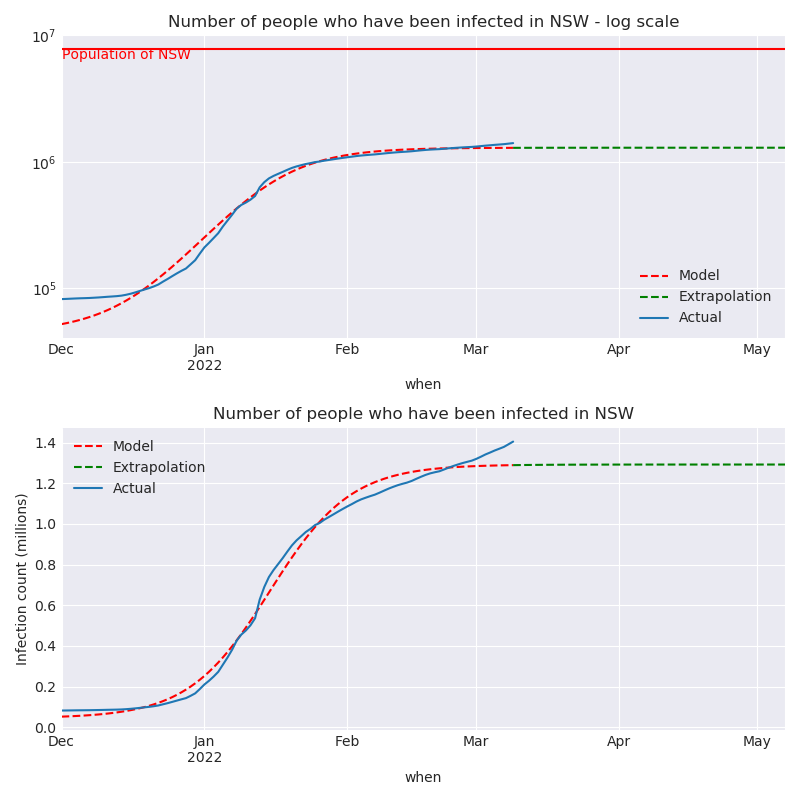 Number of people who have been infected in NSW - log scale
10^7
Population of NSW
10^6
10^5
Model
Extrapolation
Actual
Dec Jan Feb Mar Apr May
2022
when
Number of people who have been infected in NSW
Infection count (millions)
1.4
1.2
1.0
0.8
0.6
0.4
0.2
0.0
Model
Extrapolation
Actual
Dec Jan Feb Mar Apr May
2022
when